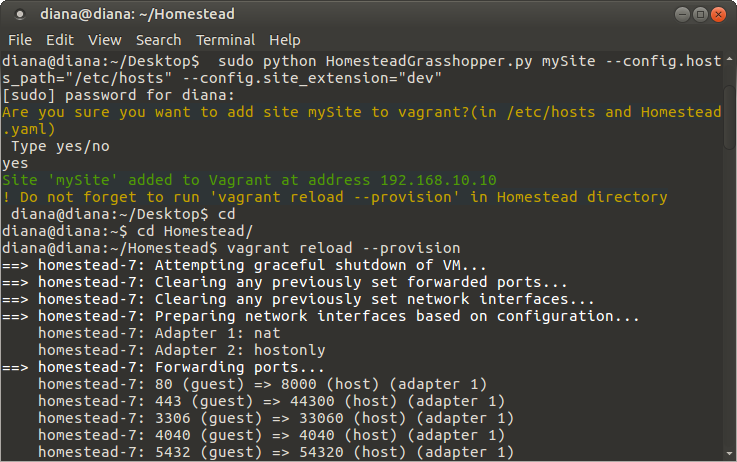 diana@diana: ~/Homestead
File Edit View Search Terminal Help
diana@diana:~/Desktop$  sudo python HomesteadGrasshopper.py mySite --config.host
s_path="/etc/hosts" --config.site_extension="dev"
[sudo] password for diana:
Are you sure you want to add site mySite to vagrant?(in /etc/hosts and Homestead
.yaml)
 Type yes/no
yes
Site 'mySite' added to Vagrant at address 192.168.10.10
! Do not forget to run 'vagrant reload --provision' in Homestead directory
 diana@diana:~/Desktop$ cd
diana@diana:~$ cd Homestead/
diana@diana:~/Homestead$ vagrant reload --provision
==> homestead-7: Attempting graceful shutdown of VM...
==> homestead-7: Clearing any previously set forwarded ports...
==> homestead-7: Clearing any previously set network interfaces...
==> homestead-7: Preparing network interfaces based on configuration...
    homestead-7: Adapter 1: nat
    homestead-7: Adapter 2: hostonly
==> homestead-7: Forwarding ports...
    homestead-7: 80 (guest) => 8000 (host) (adapter 1)
    homestead-7: 443 (guest) => 44300 (host) (adapter 1)
    homestead-7: 3306 (guest) => 33060 (host) (adapter 1)
    homestead-7: 4040 (guest) => 4040 (host) (adapter 1)
    homestead-7: 5432 (guest) => 54320 (host) (adapter 1)